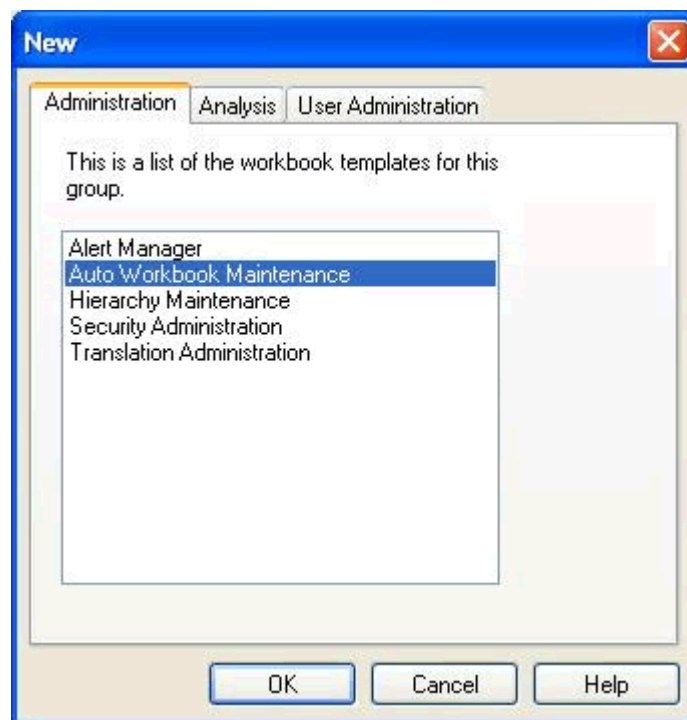 New
Administration Analysis User Administration
This is a list of the workbook templates for this
group.
Alert Manager
Auto Workbook Maintenance
Hierarchy Maintenance
Security Administration
Translation Administration
OK Cancel Help